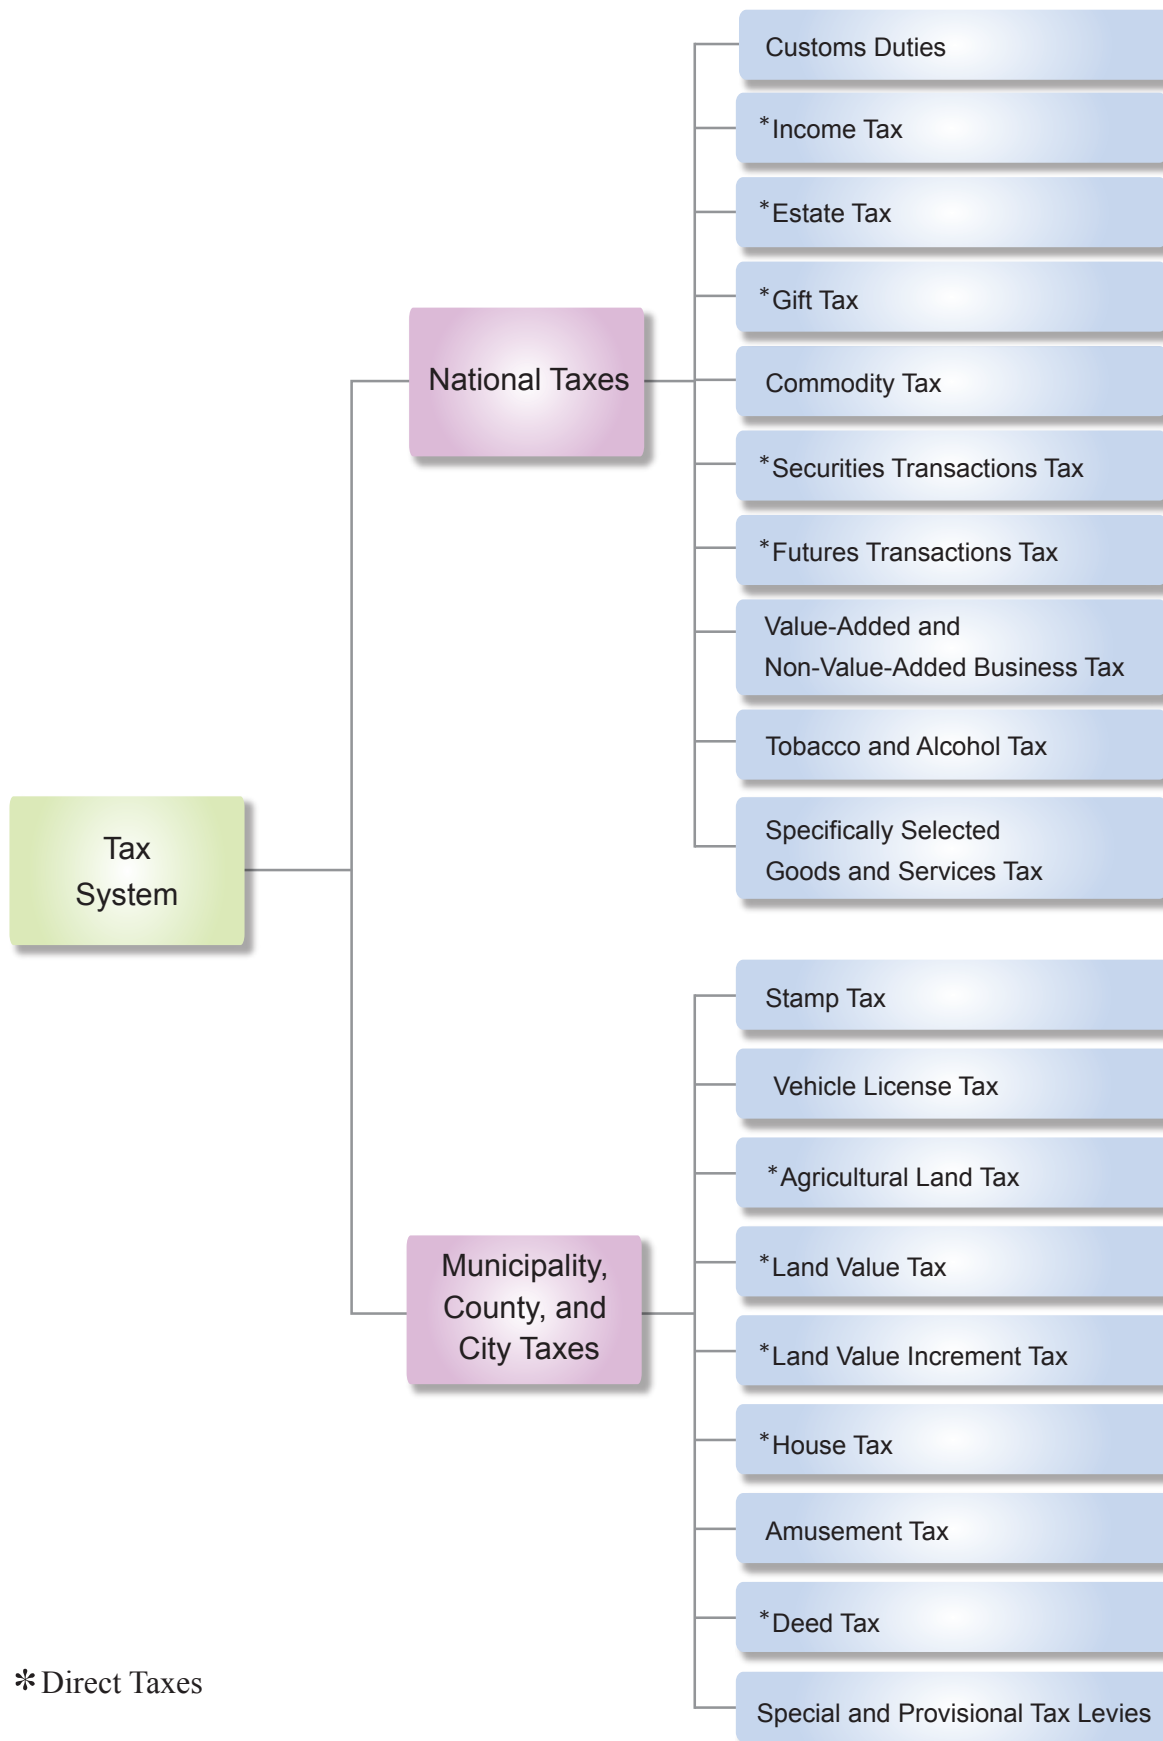 Customs Duties
*Income Tax
*Estate Tax
*Gift Tax
National Taxes
Commodity Tax
*Securities Transactions Tax
*Futures Transactions Tax
Value-Added and
Non-Value-Added Business Tax
Tobacco and Alcohol Tax
Specifically Selected
Goods and Services Tax
Tax
System
Stamp Tax
Vehicle License Tax
*Agricultural Land Tax
Municipality,
County, and
City Taxes
*Land Value Tax
*Land Value Increment Tax
*House Tax
Amusement Tax
*Deed Tax
Special and Provisional Tax Levies
*Direct Taxes